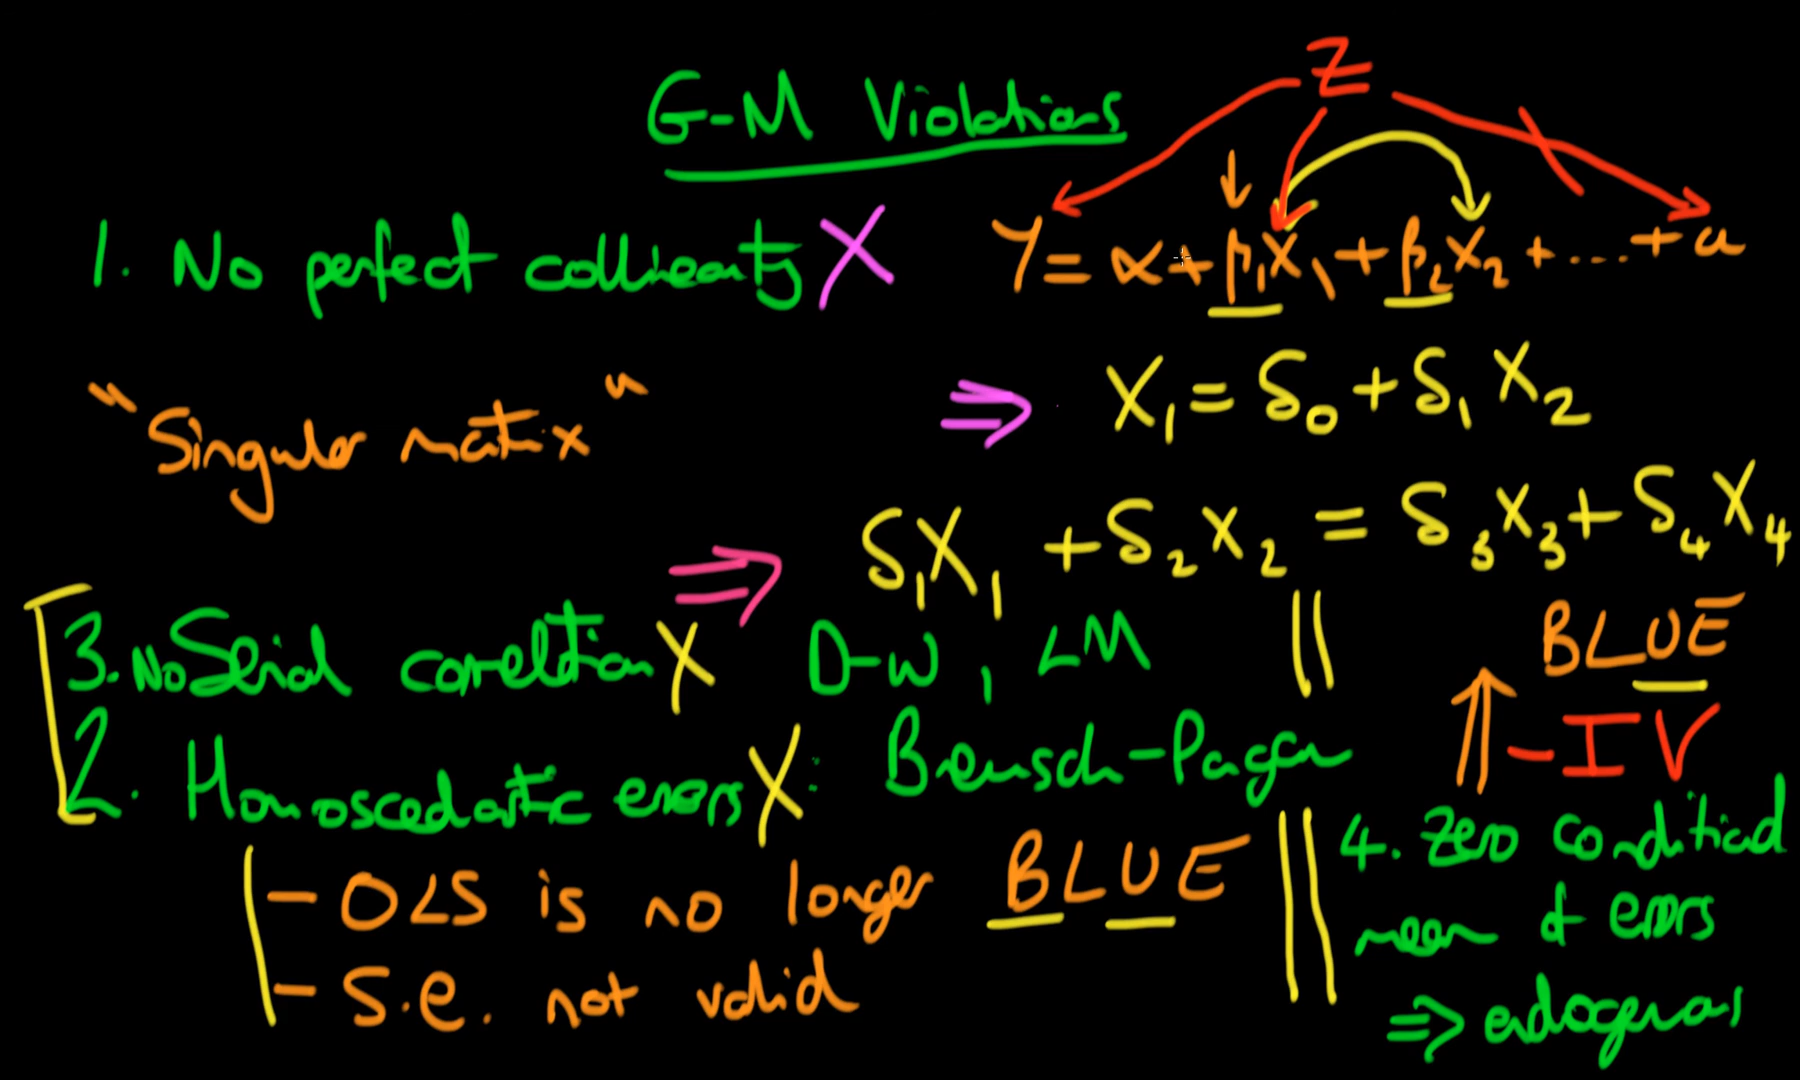 Z
G-M Violations
1. No perfect collinearity X
Y = α + β₁X₁ + β₂X₂ + .... + u
X₁ = δ₀ + δ₁X₂
"Singular matrix"
⇒
⇒ δ₁X₁ + δ₂X₂ = δ₃X₃ + δ₄X₄
3. No Serial correlation X D-W, LM
BLUE
2. Homoscedastic errors X: Breusch-Pagan
- IV
- OLS is no longer BLUE
- S.e. not valid
4. Zero conditional
mean of errors
⇒ endogenous